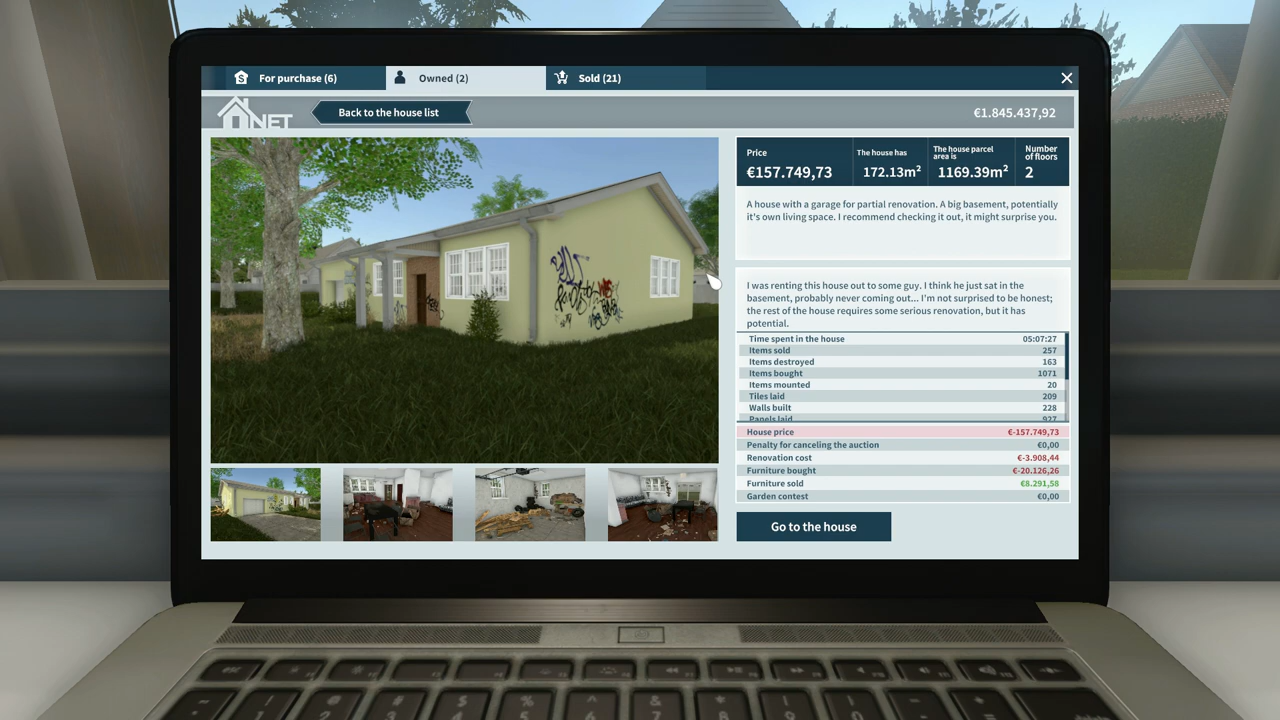 For purchase (6)
Owned (2)
Sold (21)
NET
Back to the house list
€1.845.437,92
Price
€157.749,73
The house has
172.13m²
The house parcel
area is
1169.39m²
Number
of floors
2
A house with a garage for partial renovation. A big basement, potentially
it's own living space. I recommend checking it out, it might surprise you.
I was renting this house out to some guy. I think he just sat in the
basement, probably never coming out... I'm not surprised to be honest;
the rest of the house requires some serious renovation, but it has
potential.
Time spent in the house 05:07:27
Items sold 257
Items destroyed 163
Items bought 1071
Items mounted 20
Tiles laid 209
Walls built 228
Panels laid 927
House price €-157.749,73
Penalty for canceling the auction €0,00
Renovation cost €-3.908,44
Furniture bought €-20.126,26
Furniture sold €8.291,58
Garden contest €0,00
Go to the house